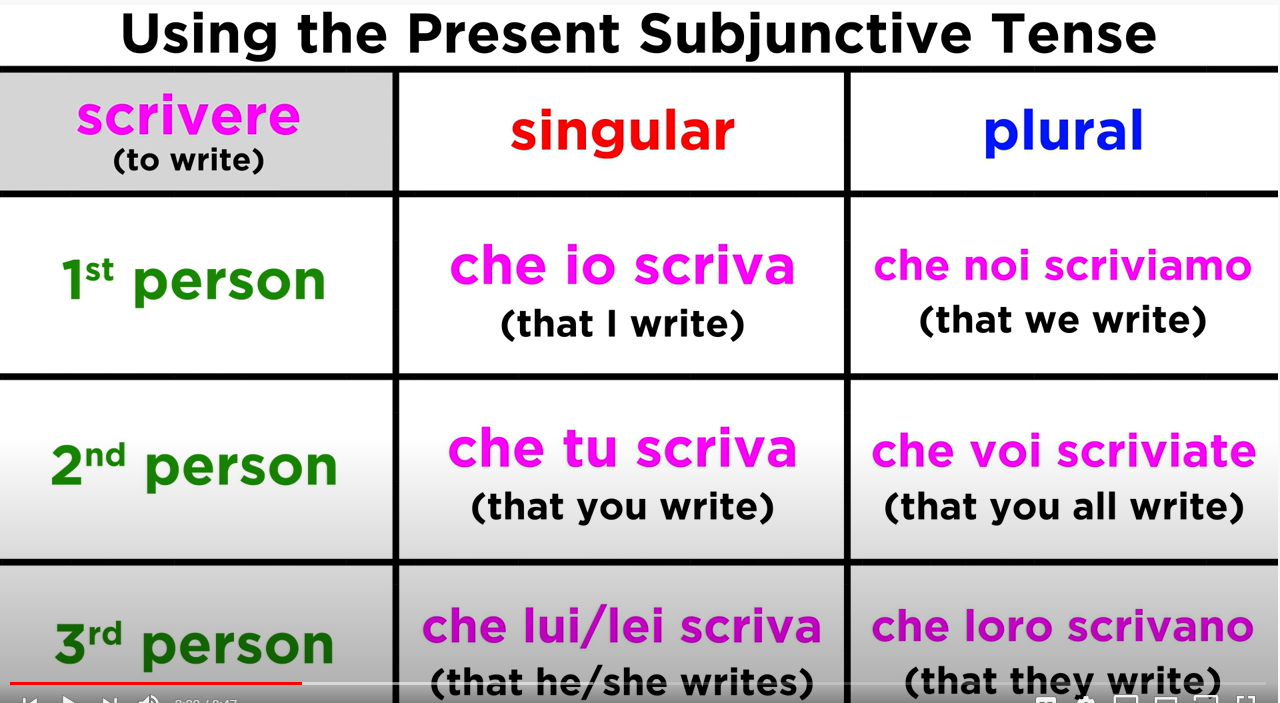 Using the Present Subjunctive Tense
scrivere
(to write)
singular
plural
1st person
che io scriva
(that I write)
che noi scriviamo
(that we write)
2nd person
che tu scriva
(that you write)
che voi scriviate
(that you all write)
3rd person
che lui/lei scriva
(that he/she writes)
che loro scrivano
(that they write)